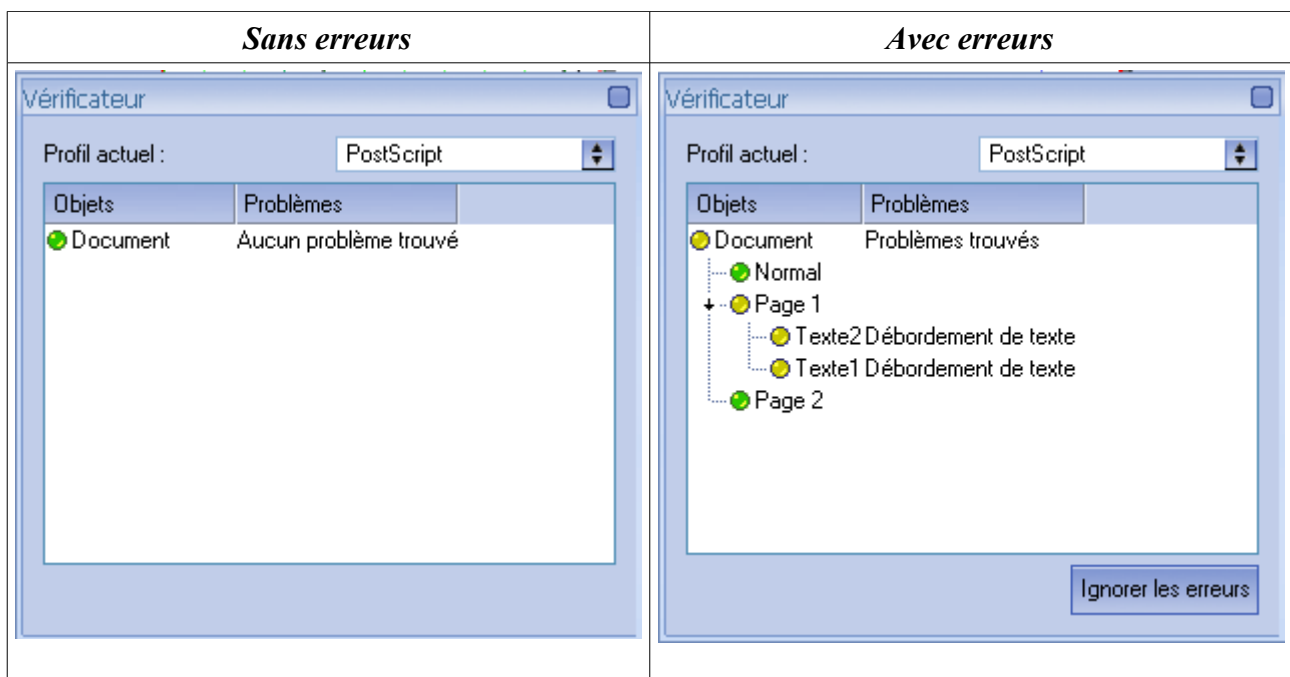 Sans erreurs
Avec erreurs
Vérificateur
Profil actuel : PostScript
Objets Problèmes
Document Aucun problème trouvé
Vérificateur
Profil actuel : PostScript
Objets Problèmes
Document Problèmes trouvés
Normal
Page 1
Texte2 Débordement de texte
Texte1 Débordement de texte
Page 2
Ignorer les erreurs